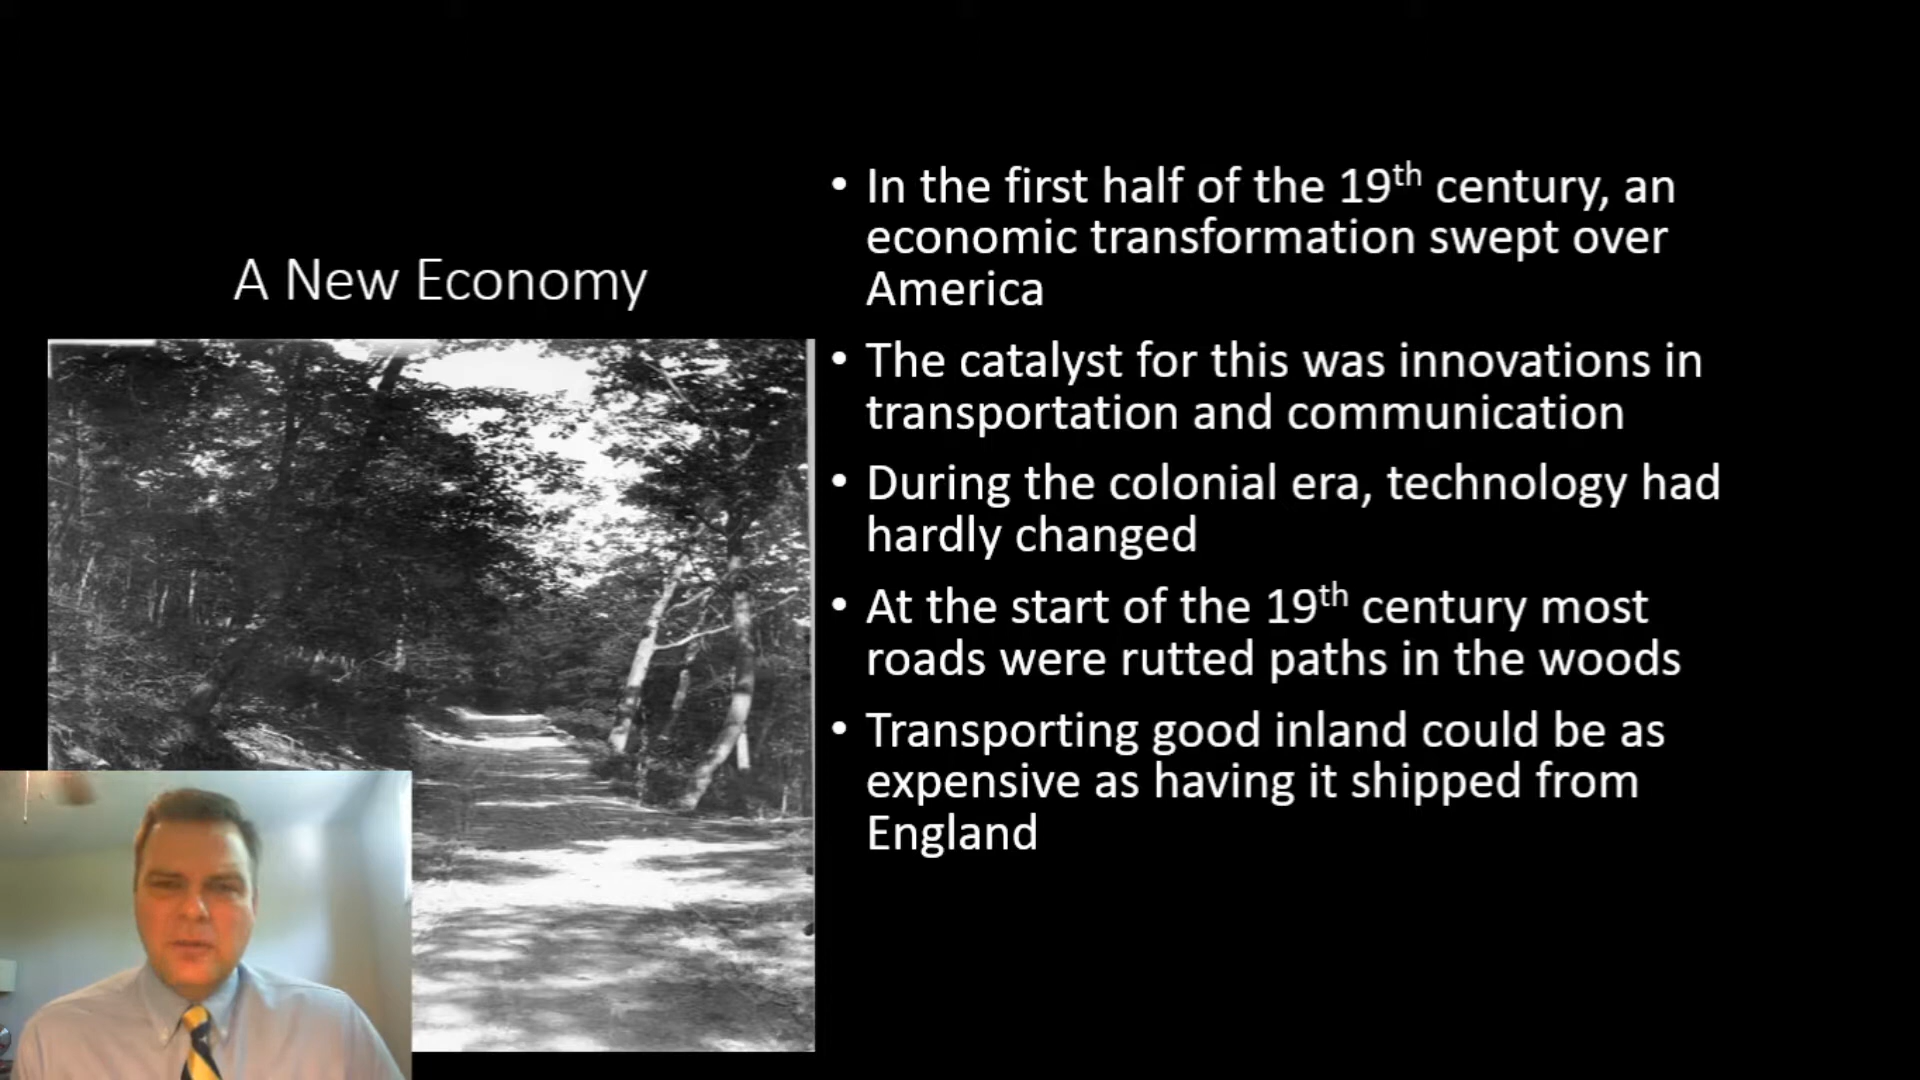 A New Economy
• In the first half of the 19th century, an
economic transformation swept over
America
• The catalyst for this was innovations in
transportation and communication
• During the colonial era, technology had
hardly changed
• At the start of the 19th century most
roads were rutted paths in the woods
• Transporting good inland could be as
expensive as having it shipped from
England